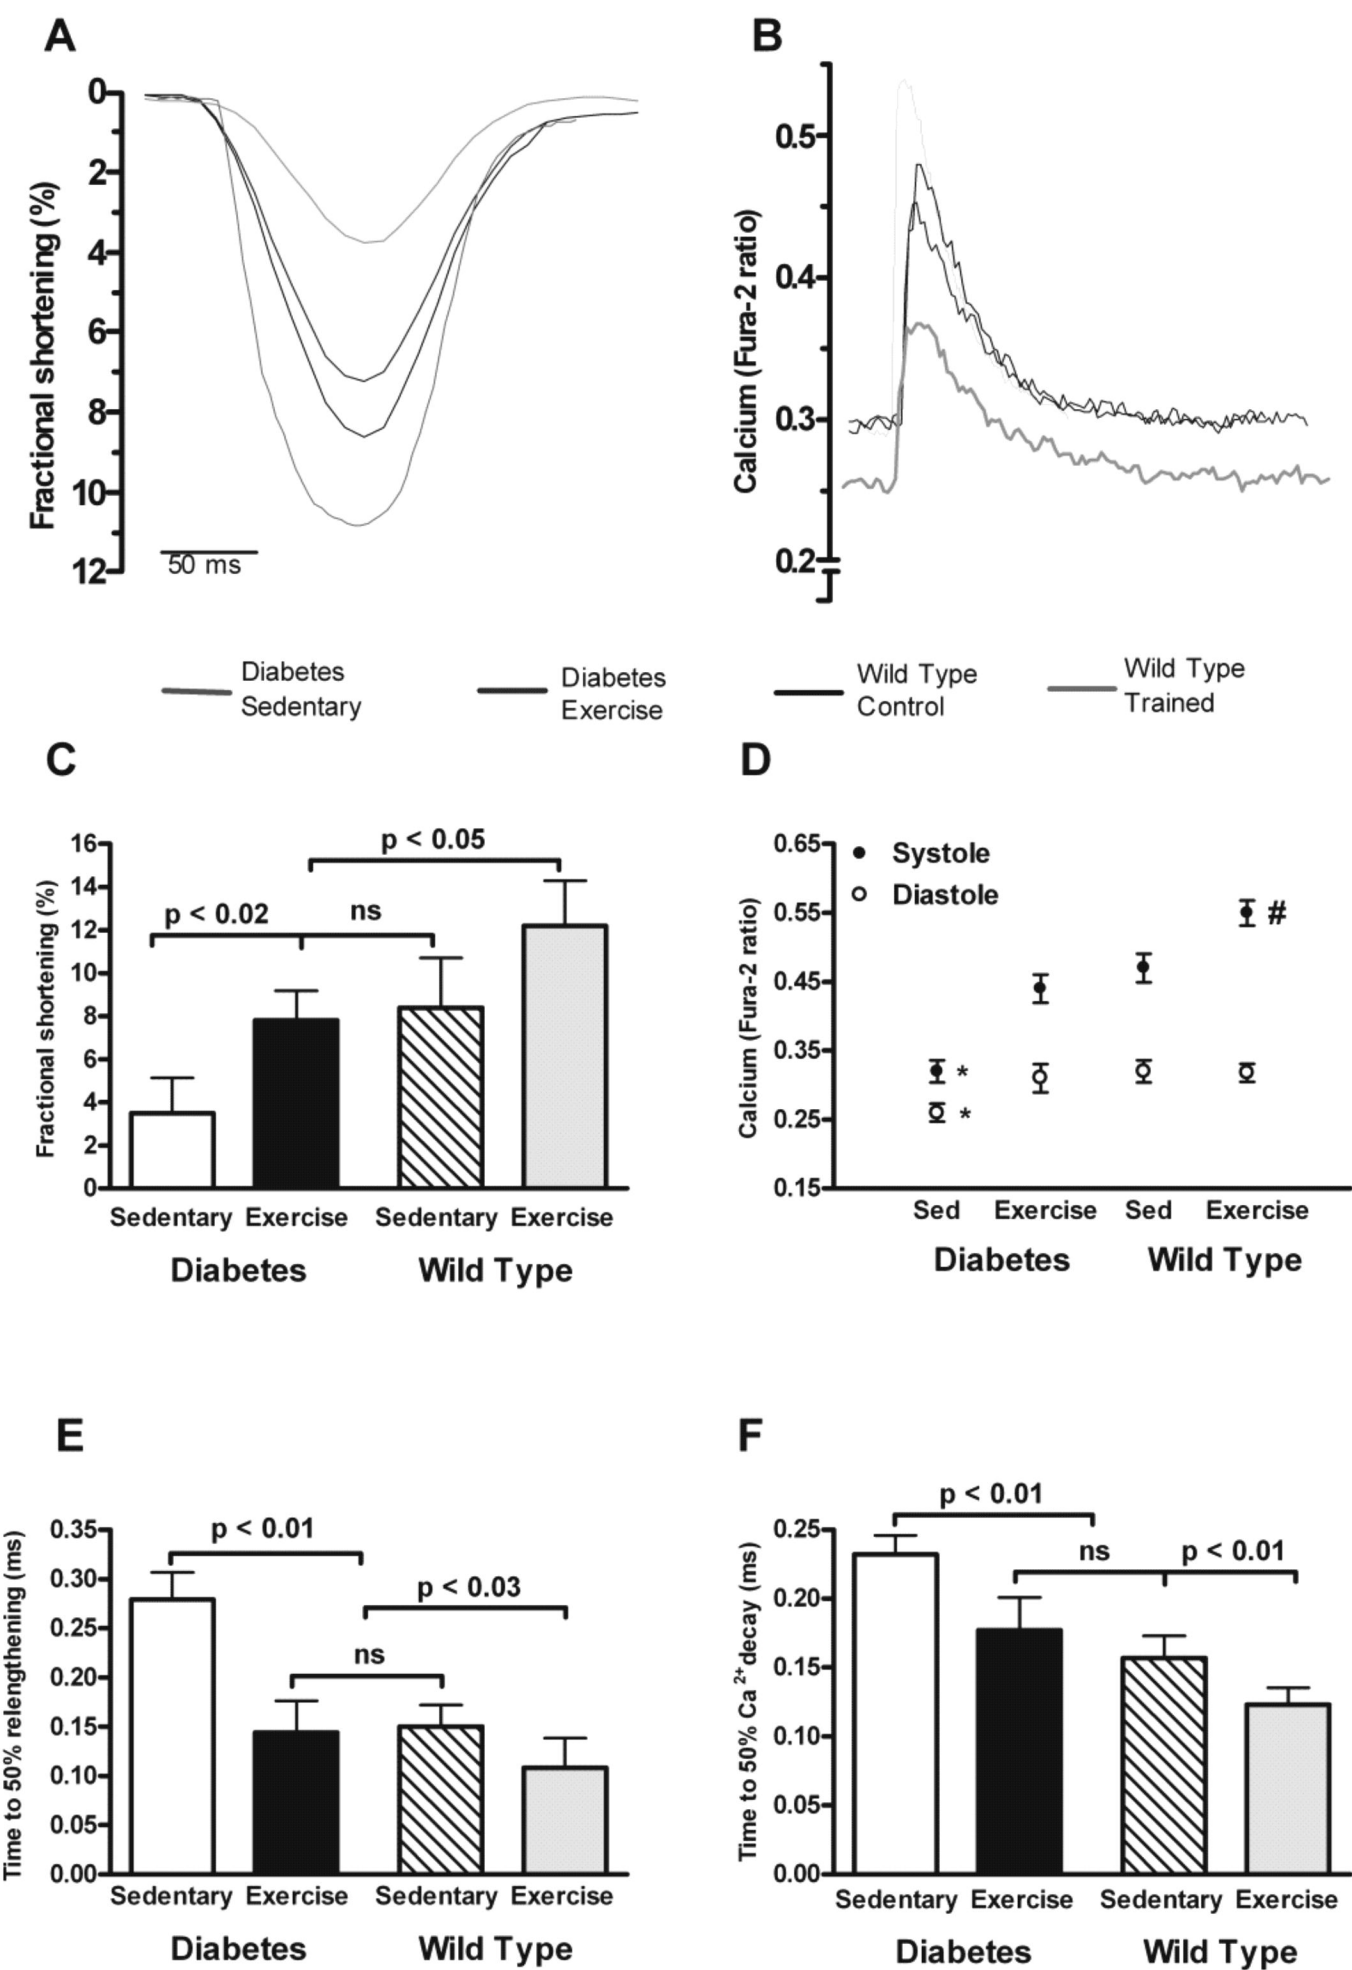 A
B
0
2
4
6
8
10
12
Fractional shortening (%)
50 ms
0.5
0.4
0.3
0.2
Calcium (Fura-2 ratio)
Diabetes
Sedentary
Diabetes
Exercise
Wild Type
Control
Wild Type
Trained
C
D
16
14
12
10
8
6
4
2
0
Fractional shortening (%)
p < 0.05
p < 0.02
ns
Sedentary Exercise Sedentary Exercise
Diabetes Wild Type
0.65
0.55
0.45
0.35
0.25
0.15
Calcium (Fura-2 ratio)
Systole
Diastole
*
*
#
Sed Exercise Sed Exercise
Diabetes Wild Type
E
F
0.35
0.30
0.25
0.20
0.15
0.10
0.05
0.00
Time to 50% relengthening (ms)
p < 0.01
p < 0.03
ns
Sedentary Exercise Sedentary Exercise
Diabetes Wild Type
0.25
0.20
0.15
0.10
0.05
0.00
Time to 50% Ca2+decay (ms)
p < 0.01
ns
p < 0.01
Sedentary Exercise Sedentary Exercise
Diabetes Wild Type